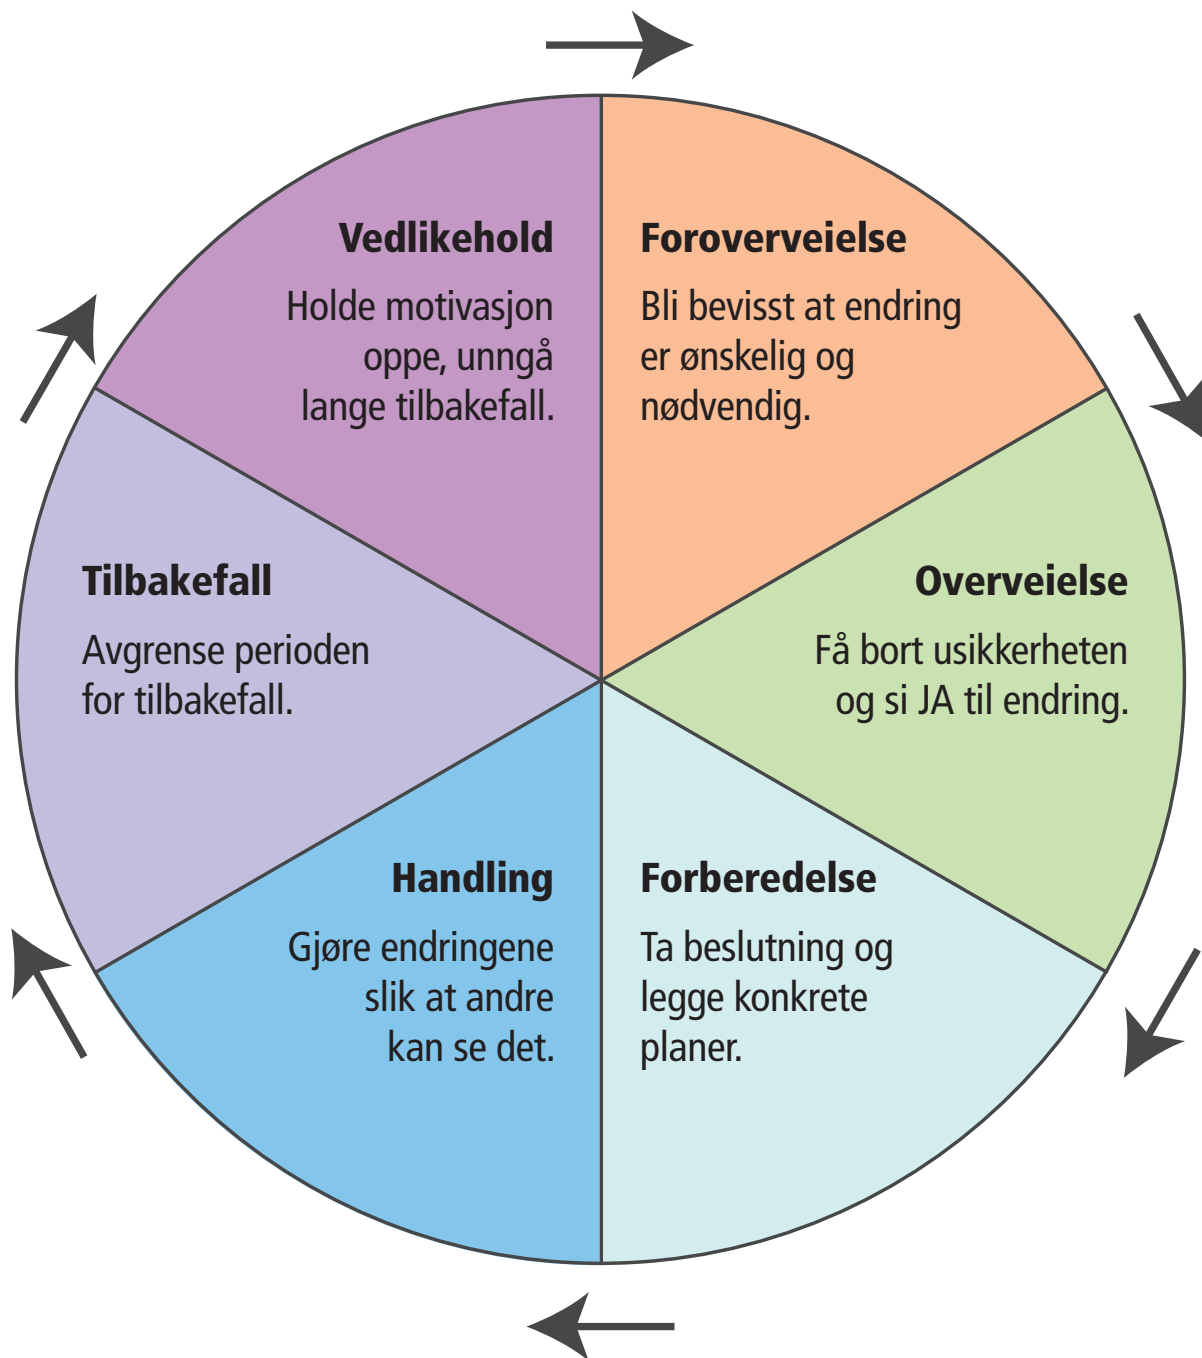 Vedlikehold
Holde motivasjon
oppe, unngå
lange tilbakefall.
Foroverveielse
Bli bevisst at endring
er ønskelig og
nødvendig.
Tilbakefall
Avgrense perioden
for tilbakefall.
Overveielse
Få bort usikkerheten
og si JA til endring.
Handling
Gjøre endringene
slik at andre
kan se det.
Forberedelse
Ta beslutning og
legge konkrete
planer.